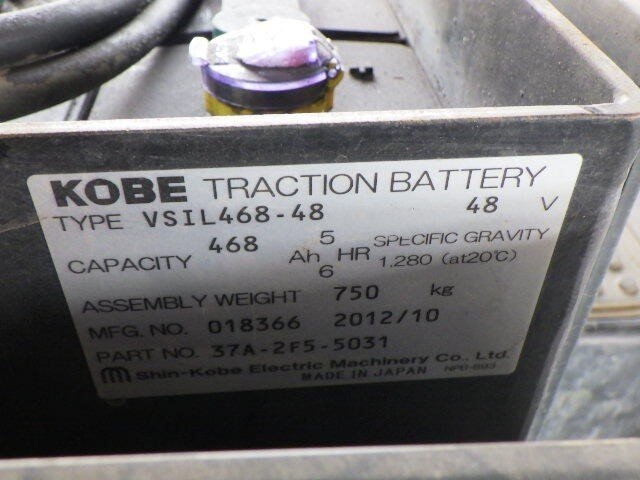 KOBE TRACTION BATTERY
TYPE VSIL468-48 48 V
CAPACITY 468 Ah 5 HR SPECIFIC GRAVITY
6 1.280 (at20℃)
ASSEMBLY WEIGHT 750 kg
MFG. NO. 018366 2012/10
PART NO. 37A-2F5-5031
Shin-Kobe Electric Machinery Co., Ltd.
MADE IN JAPAN NPB-893